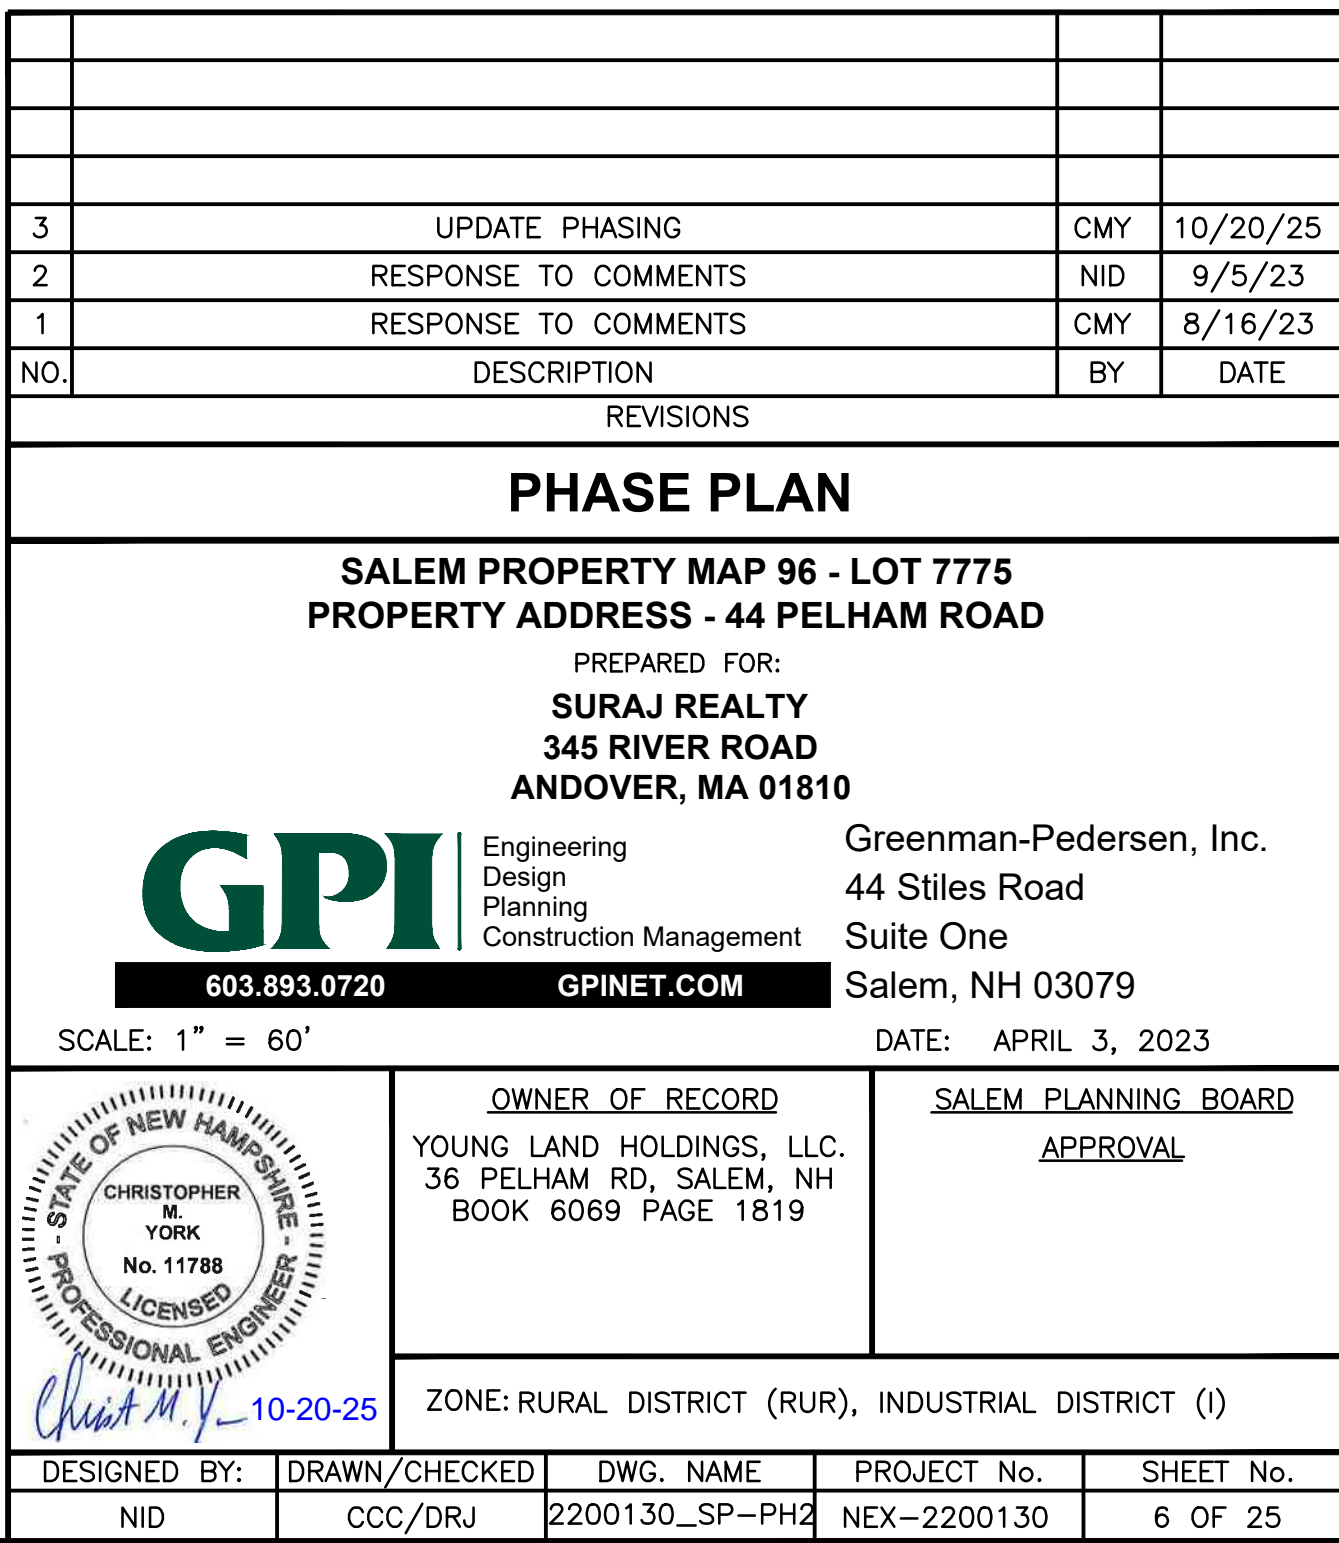 3 UPDATE PHASING CMY 10/20/25
2 RESPONSE TO COMMENTS NID 9/5/23
1 RESPONSE TO COMMENTS CMY 8/16/23
NO. DESCRIPTION BY DATE
REVISIONS
PHASE PLAN
SALEM PROPERTY MAP 96 - LOT 7775
PROPERTY ADDRESS - 44 PELHAM ROAD
PREPARED FOR:
SURAJ REALTY
345 RIVER ROAD
ANDOVER, MA 01810
GPI
Engineering
Design
Planning
Construction Management
603.893.0720 GPINET.COM
Greenman-Pedersen, Inc.
44 Stiles Road
Suite One
Salem, NH 03079
SCALE: 1" = 60' DATE: APRIL 3, 2023
STATE OF NEW HAMPSHIRE
CHRISTOPHER
M.
YORK
No. 11788
LICENSED
PROFESSIONAL ENGINEER
Christ M. Y 10-20-25
OWNER OF RECORD
YOUNG LAND HOLDINGS, LLC.
36 PELHAM RD, SALEM, NH
BOOK 6069 PAGE 1819
SALEM PLANNING BOARD
APPROVAL
ZONE: RURAL DISTRICT (RUR), INDUSTRIAL DISTRICT (I)
DESIGNED BY: DRAWN/CHECKED DWG. NAME PROJECT No. SHEET No.
NID CCC/DRJ 2200130_SP-PH2 NEX-2200130 6 OF 25